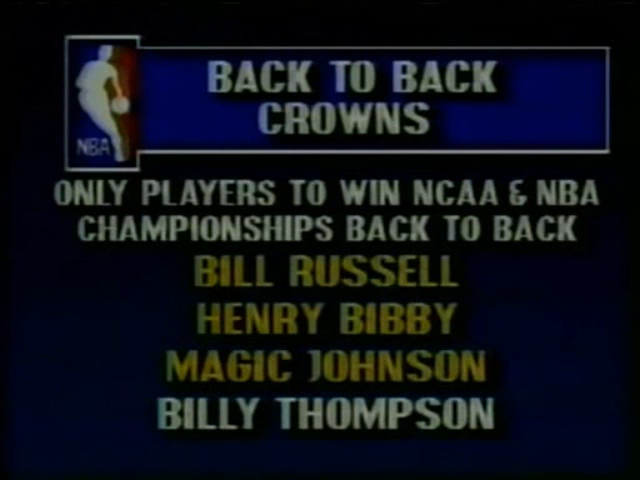 NBA
BACK TO BACK
CROWNS
ONLY PLAYERS TO WIN NCAA & NBA
CHAMPIONSHIPS BACK TO BACK
BILL RUSSELL
HENRY BIBBY
MAGIC JOHNSON
BILLY THOMPSON